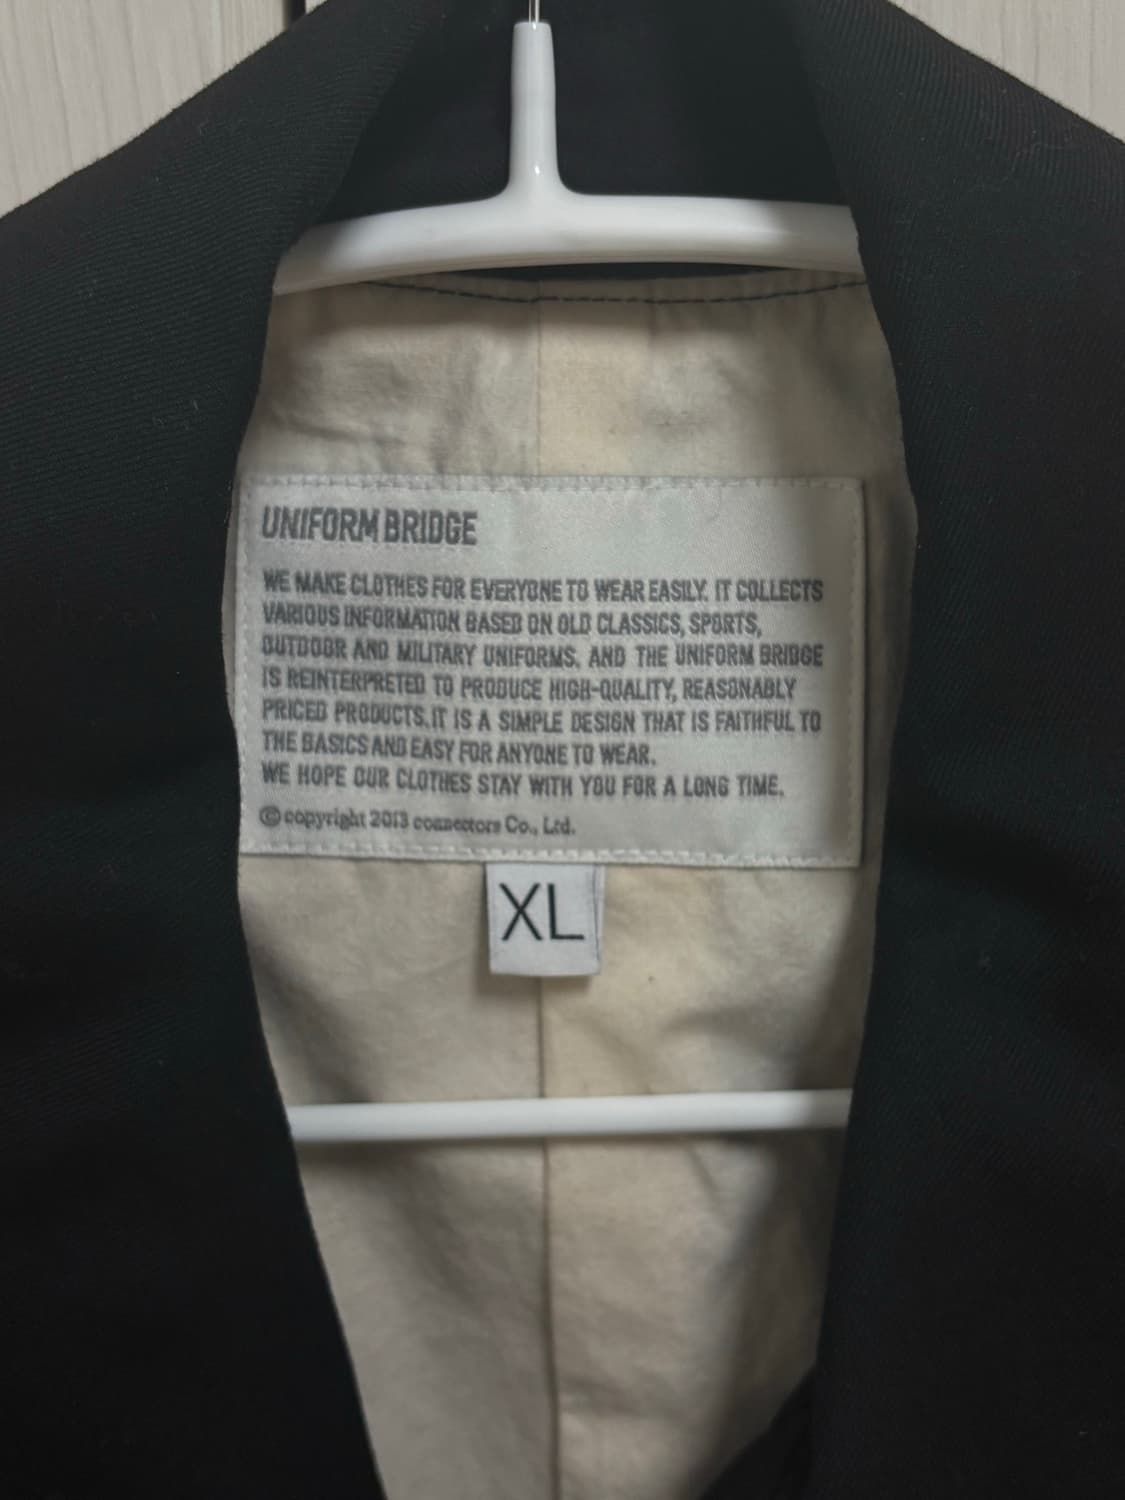 UNIFORM BRIDGE
WE MAKE CLOTHES FOR EVERYONE TO WEAR EASILY. IT COLLECTS
VARIOUS INFORMATION BASED ON OLD CLASSICS, SPORTS,
OUTDOOR AND MILITARY UNIFORMS. AND THE UNIFORM BRIDGE
IS REINTERPRETED TO PRODUCE HIGH-QUALITY, REASONABLY
PRICED PRODUCTS. IT IS A SIMPLE DESIGN THAT IS FAITHFUL TO
THE BASICS AND EASY FOR ANYONE TO WEAR.
WE HOPE OUR CLOTHES STAY WITH YOU FOR A LONG TIME.
© copyright 2013 connectors Co., Ltd.
XL